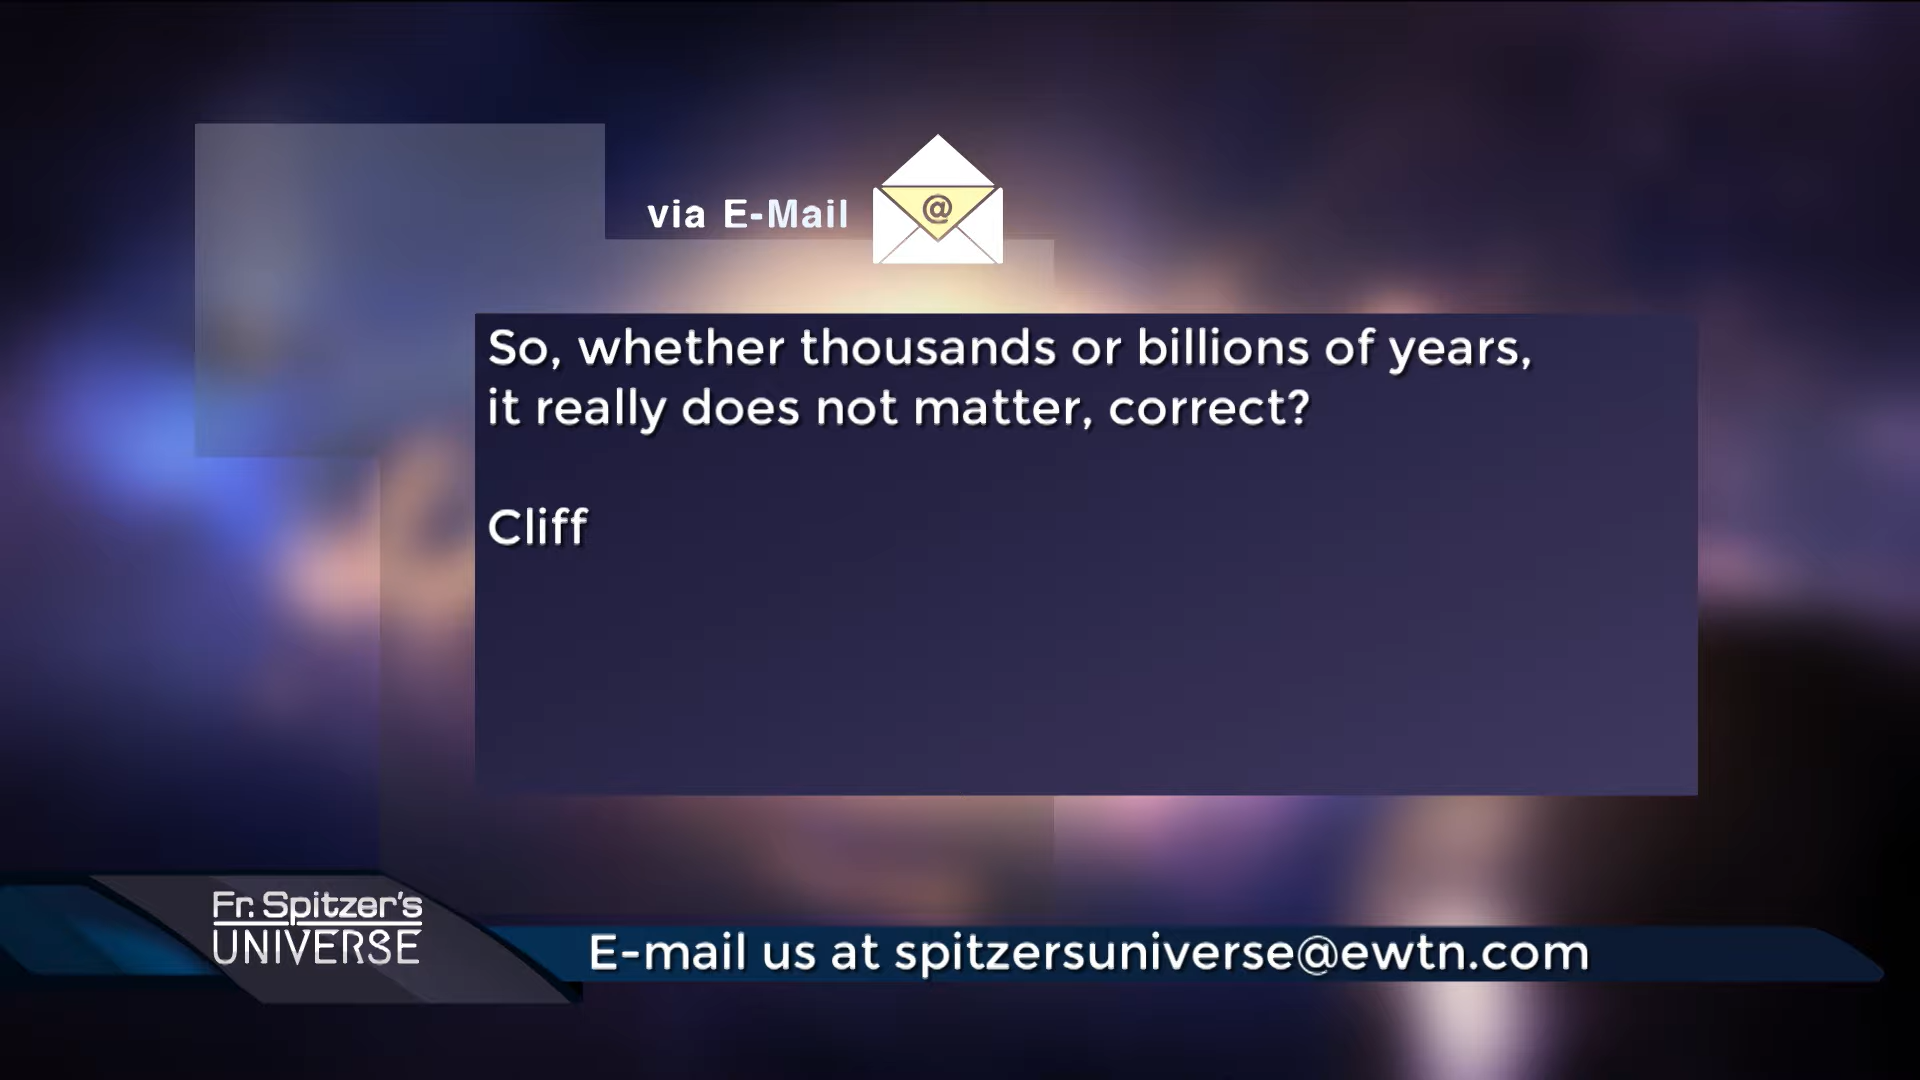 via E-Mail
@
So, whether thousands or billions of years,
it really does not matter, correct?
Cliff
Fr. Spitzer's
UNIVERSE
E-mail us at spitzersuniverse@ewtn.com